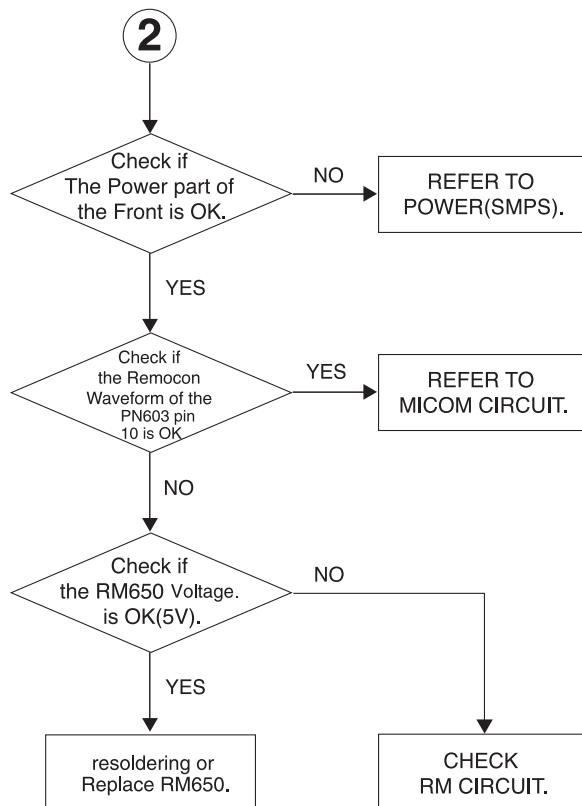 2
Check if
The Power part of
the Front is OK.
NO
REFER TO
POWER(SMPS).
YES
Check if
the Remocon
Waveform of the
PN603 pin
10 is OK
YES
REFER TO
MICOM CIRCUIT.
NO
Check if
the RM650 Voltage.
is OK(5V).
NO
YES
resoldering or
Replace RM650.
CHECK
RM CIRCUIT.